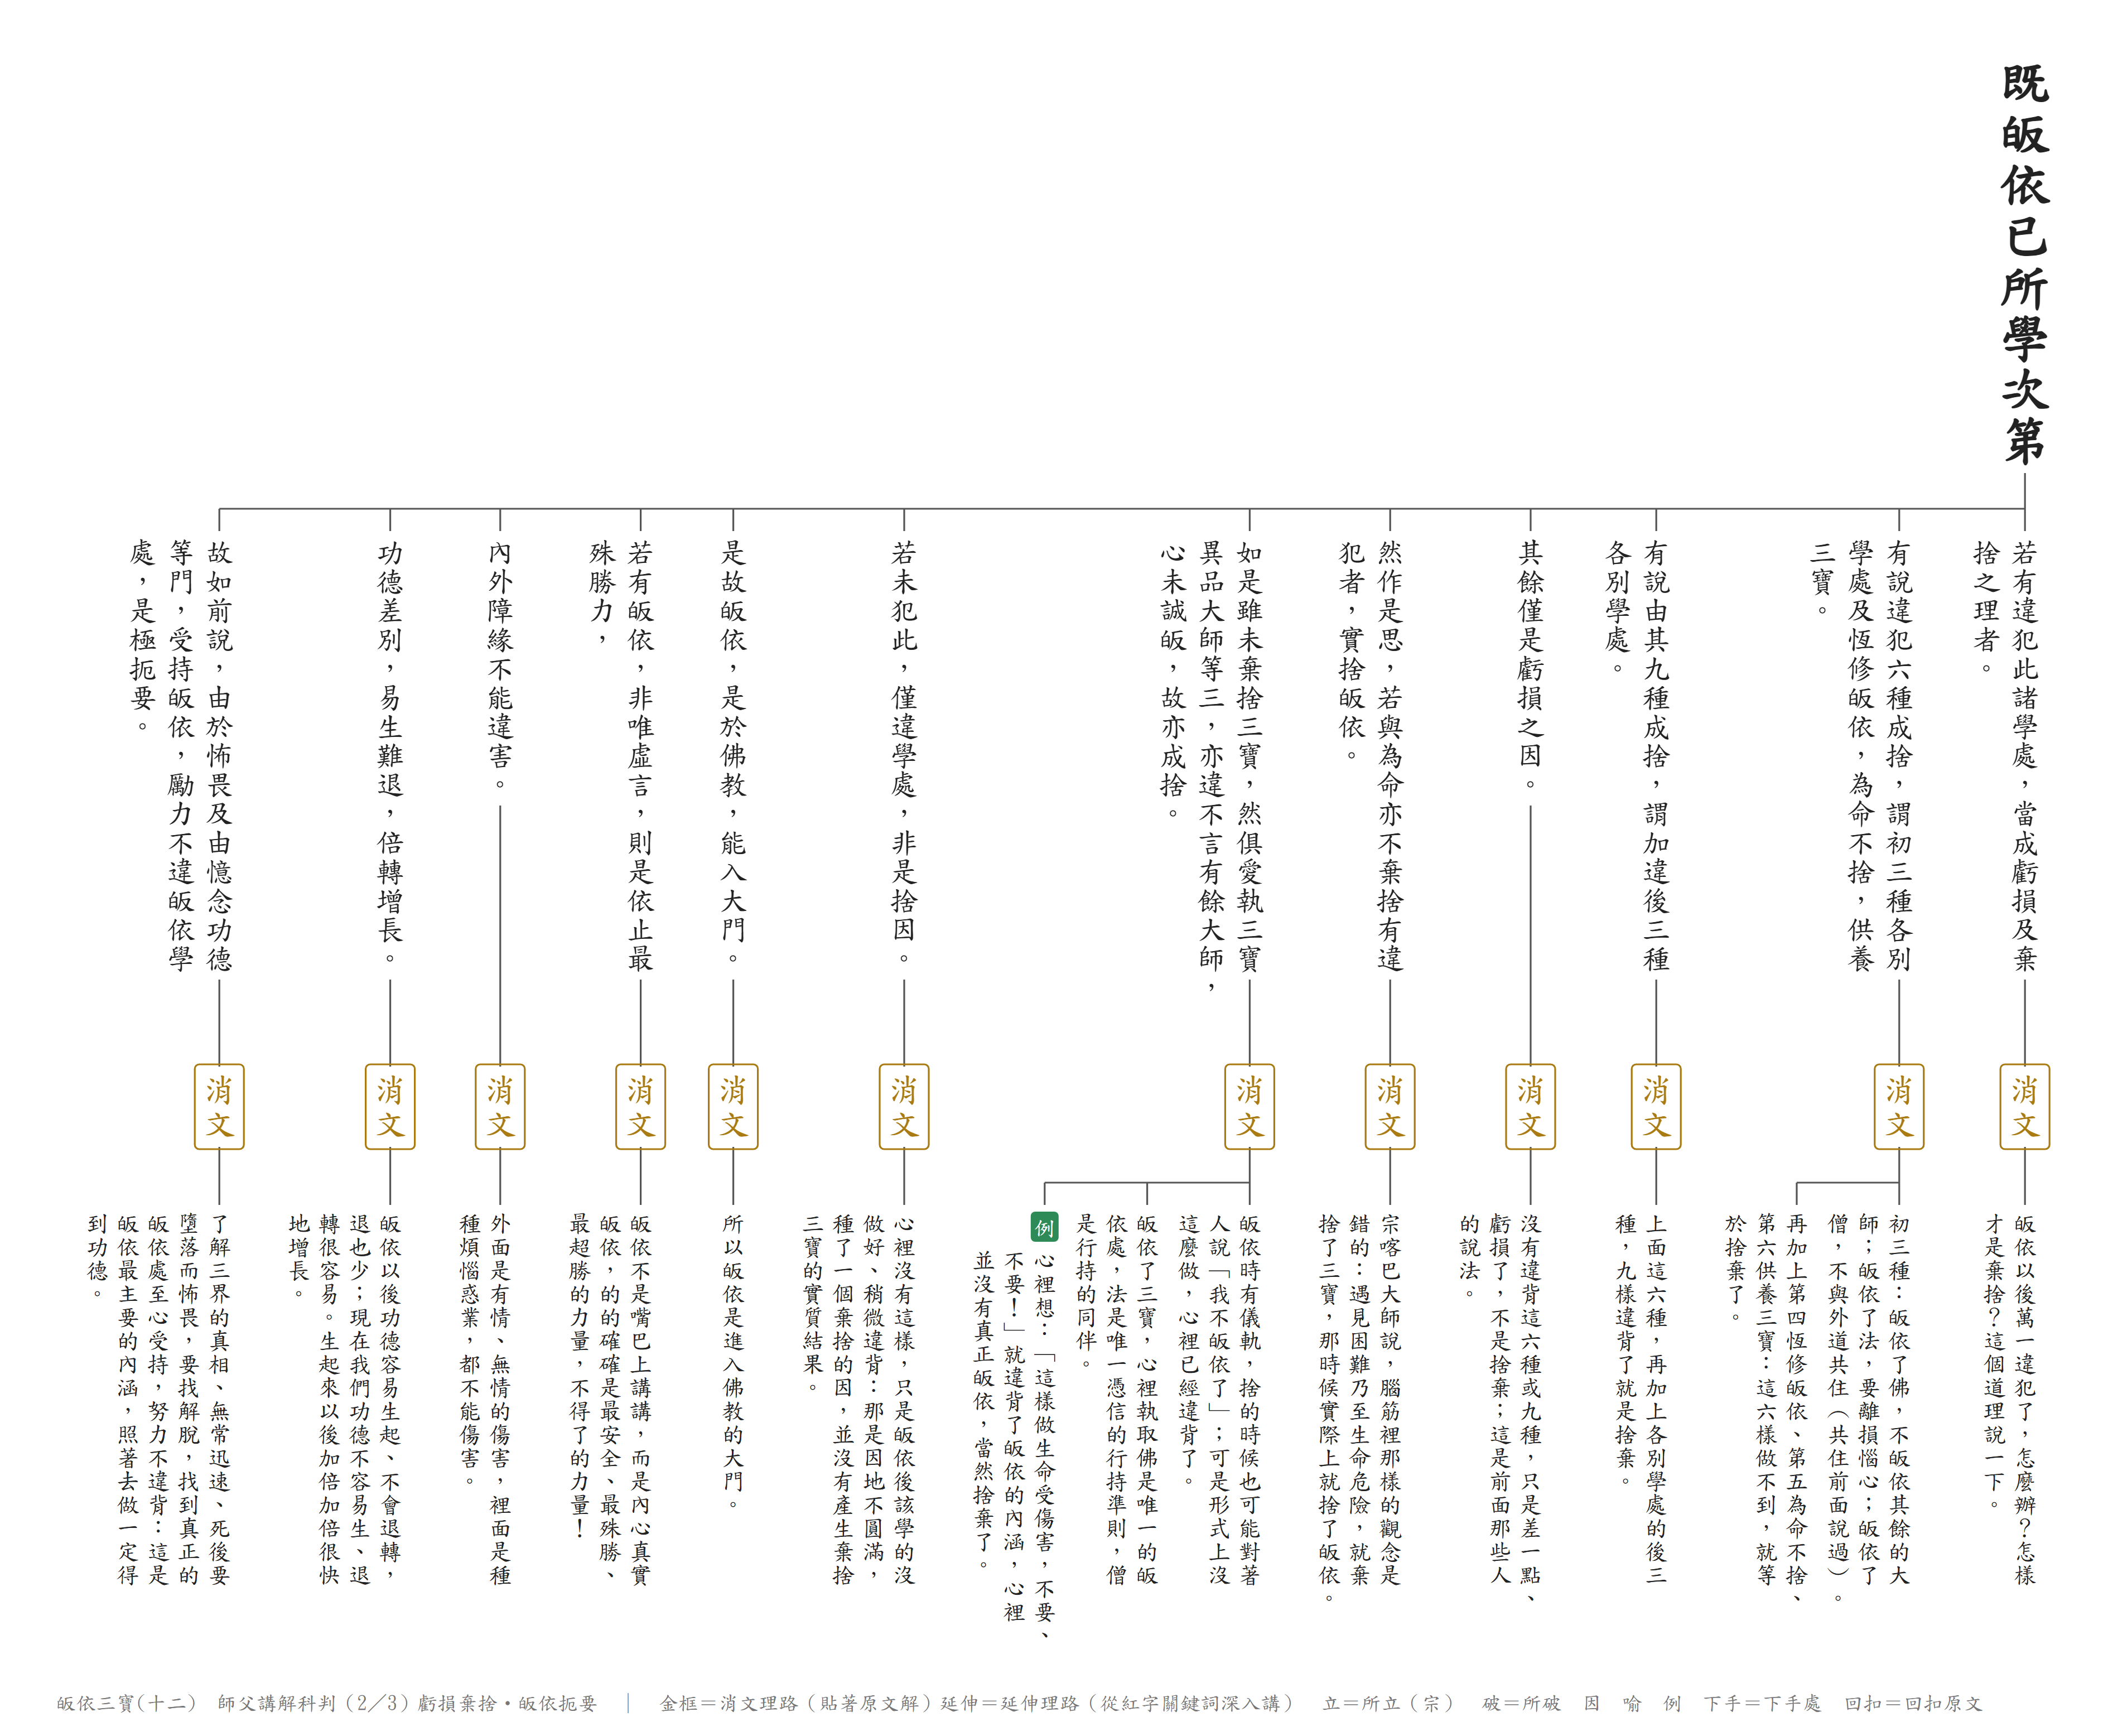 既皈依已所學次第
若有違犯此諸學處，當成虧損及棄
捨之理者。
有說違犯六種成捨，謂初三種各別
學處及恆修皈依，為命不捨，供養
三寶。
有說由其九種成捨，謂加違後三種
各別學處。
其餘僅是虧損之因。
然作是思，若與為命亦不棄捨有違
犯者，實捨皈依。
如是雖未棄捨三寶，然俱愛執三寶
異品大師等三，亦違不言有餘大師，
心未誠皈，故亦成捨。
若未犯此，僅違學處，非是捨因。
是故皈依，是於佛教，能入大門。
若有皈依，非唯虛言，則是依止最
殊勝力，
內外障緣不能違害。
功德差別，易生難退，倍轉增長。
故如前說，由於怖畏及由憶念功德
等門，受持皈依，勵力不違皈依學
處，是極扼要。
消文
消文
消文
消文
消文
消文
消文
消文
消文
消文
消文
消文
皈依以後萬一違犯了，怎麼辦？怎樣
才是棄捨？這個道理說一下。
初三種：皈依了佛，不皈依其餘的大
師；皈依了法，要離損惱心；皈依了
僧，不與外道共住（共住前面說過）。
再加上第四恆修皈依、第五為命不捨、
第六供養三寶：這六樣做不到，就等
於捨棄了。
上面這六種，再加上各別學處的後三
種，九樣違背了就是捨棄。
沒有違背這六種或九種，只是差一點、
虧損了，不是捨棄；這是前面那些人
的說法。
宗喀巴大師說，腦筋裡那樣的觀念是
錯的：遇見困難乃至生命危險，就棄
捨了三寶，那時候實際上就捨了皈依。
皈依時有儀軌，捨的時候也可能對著
人說「我不皈依了」；可是形式上沒
這麼做，心裡已經違背了。
皈依了三寶，心裡執取佛是唯一的皈
依處，法是唯一憑信的行持準則，僧
是行持的同伴。
例
心裡想：「這樣做生命受傷害，不要、
不要！」就違背了皈依的內涵，心裡
並沒有真正皈依，當然捨棄了。
心裡沒有這樣，只是皈依後該學的沒
做好、稍微違背：那是因地不圓滿，
種了一個棄捨的因，並沒有產生棄捨
三寶的實質結果。
所以皈依是進入佛教的大門。
皈依不是嘴巴上講講，而是內心真實
皈依，的的確確是最安全、最殊勝、
最超勝的力量，不得了的力量！
外面是有情、無情的傷害，裡面是種
種煩惱惑業，都不能傷害。
皈依以後功德容易生起、不會退轉，
退也少；現在我們功德不容易生、退
轉很容易。生起來以後加倍加倍很快
地增長。
了解三界的真相、無常迅速、死後要
墮落而怖畏，要找解脫，找到真正的
皈依處至心受持，努力不違背：這是
皈依最主要的內涵，照著去做一定得
到功德。
皈依三寶(十二)　師父講解科判（2／3）虧損棄捨・皈依扼要　｜　金框＝消文理路（貼著原文解）延伸＝延伸理路（從紅字關鍵詞深入講）　立＝所立（宗）　破＝所破　因　喻　例　下手＝下手處　回扣＝回扣原文